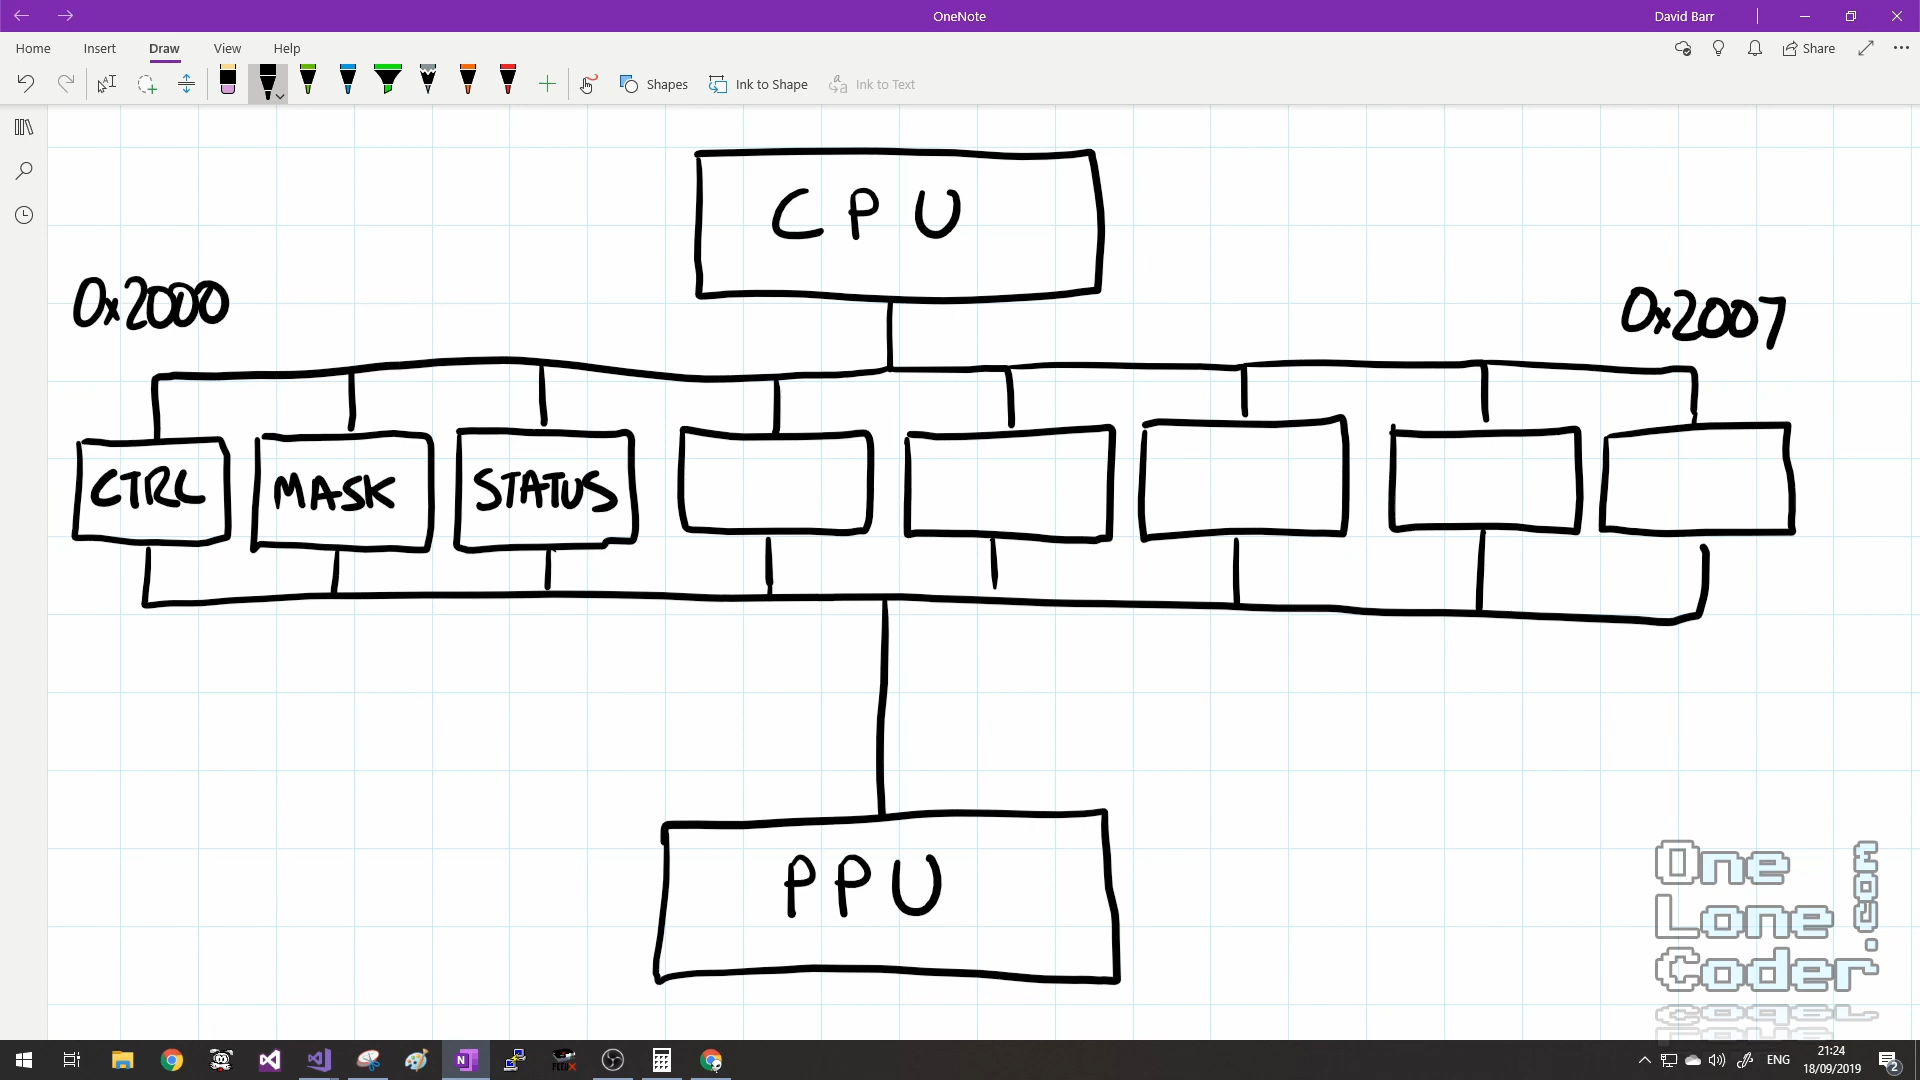 OneNote
David Barr
Home Insert Draw View Help
Share
Shapes
Ink to Shape
Ink to Text
CPU
0x2000
0x2007
CTRL
MASK
STATUS
PPU
One
Lone
Coder
.com
N
ENG
21:24
18/09/2019
2